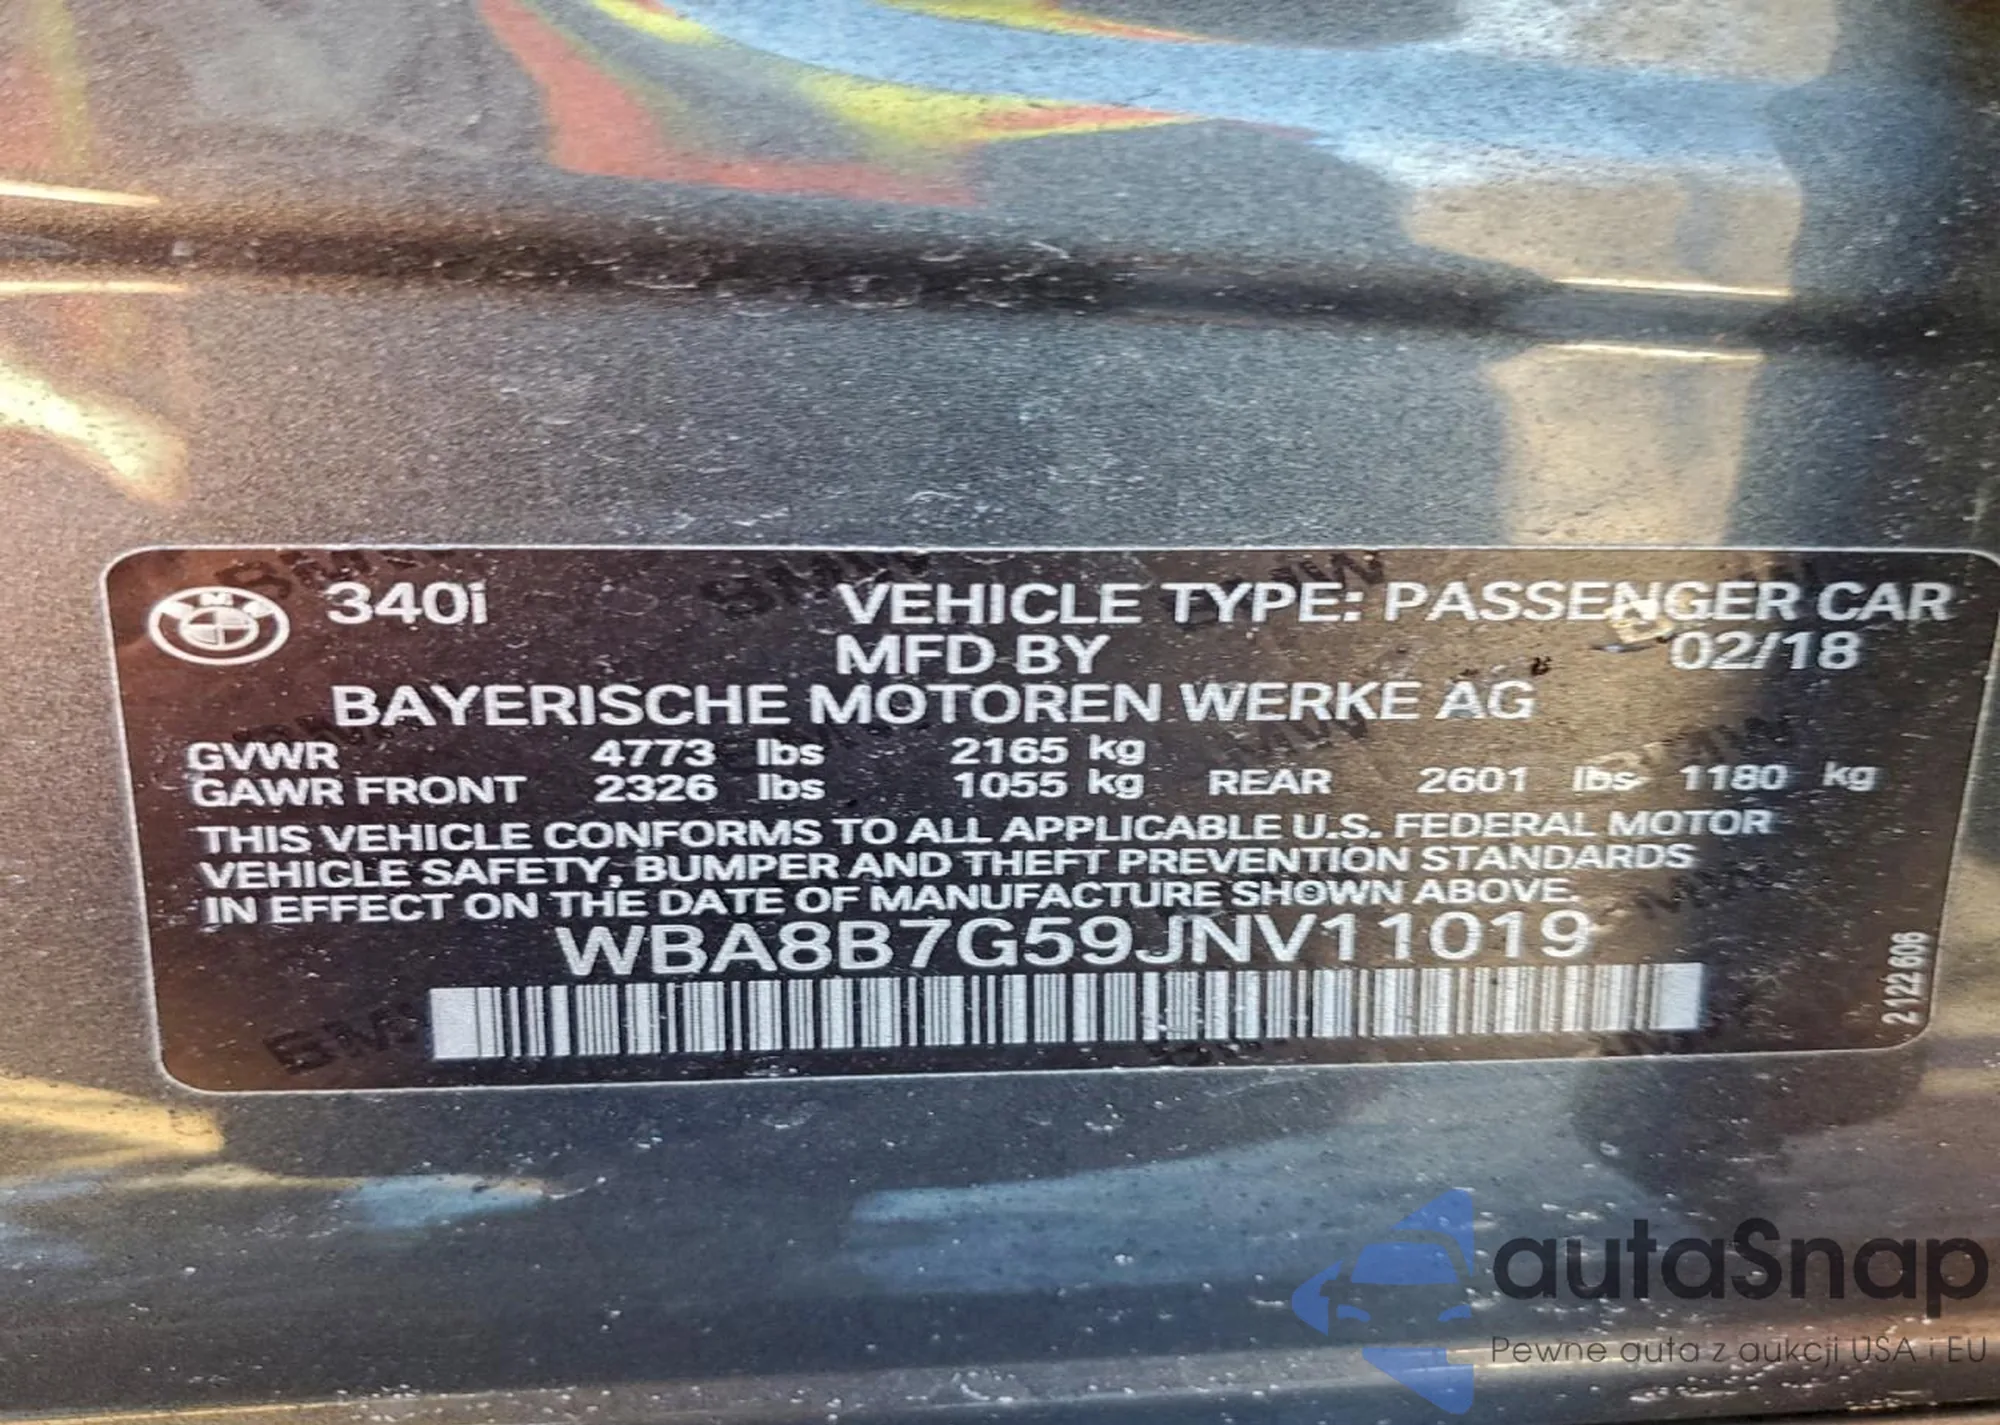 340i VEHICLE TYPE: PASSENGER CAR
MFD BY 02/18
BAYERISCHE MOTOREN WERKE AG
GVWR 4773 lbs 2165 kg
GAWR FRONT 2326 lbs 1055 kg REAR 2601 lbs 1180 kg
THIS VEHICLE CONFORMS TO ALL APPLICABLE U.S. FEDERAL MOTOR
VEHICLE SAFETY, BUMPER AND THEFT PREVENTION STANDARDS
IN EFFECT ON THE DATE OF MANUFACTURE SHOWN ABOVE.
WBA8B7G59JNV11019
2122606
autaSnap
Pewne auta z aukcji USA i EU